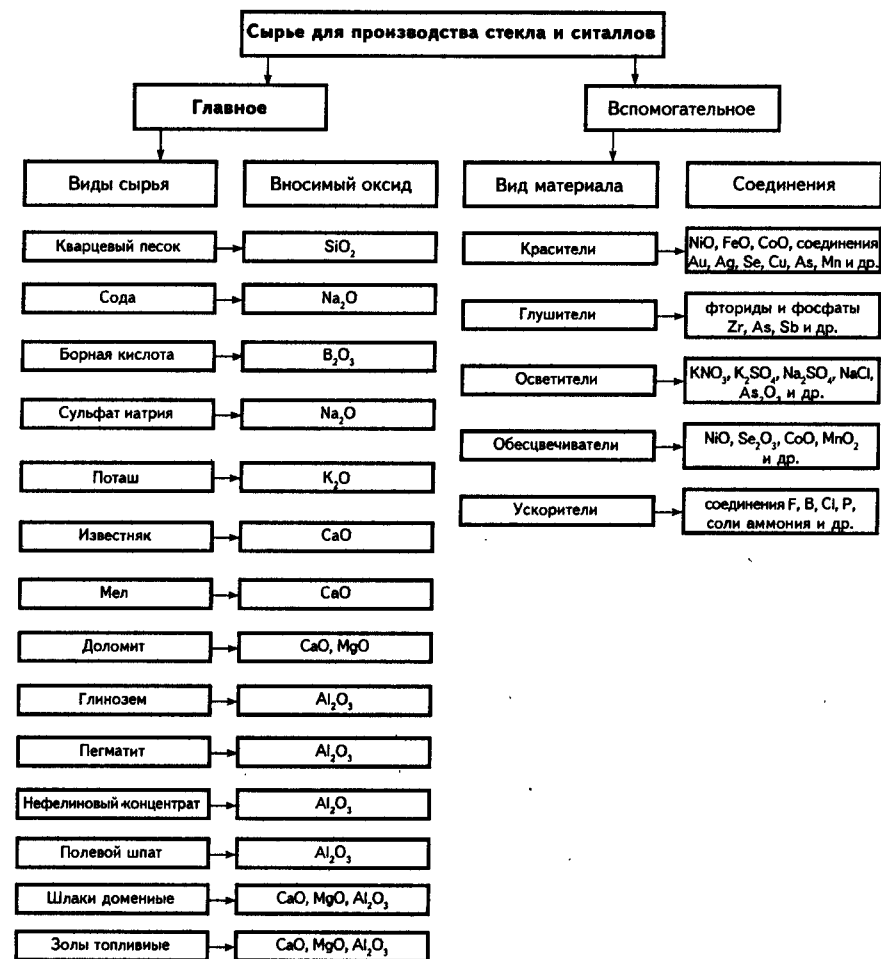 Сырье для производства стекла и ситаллов
Главное
Вспомогательное
Виды сырья
Вносимый оксид
Вид материала
Соединения
Кварцевый песок
SiO₂
Сода
Na₂O
Борная кислота
B₂O₃
Сульфат натрия
Na₂O
Поташ
K₂O
Известняк
CaO
Мел
CaO
Доломит
CaO, MgO
Глинозем
Al₂O₃
Пегматит
Al₂O₃
Нефелиновый концентрат
Al₂O₃
Полевой шпат
Al₂O₃
Шлаки доменные
CaO, MgO, Al₂O₃
Золы топливные
CaO, MgO, Al₂O₃
Красители
NiO, FeO, CoO, соединения
Au, Ag, Se, Cu, As, Mn и др.
Глушители
фториды и фосфаты
Zr, As, Sb и др.
Осветители
KNO₃, K₂SO₄, Na₂SO₄, NaCl,
As₂O₃ и др.
Обесцвечиватели
NiO, Se₂O₃, CoO, MnO₂
и др.
Ускорители
соединения F, B, Cl, P,
соли аммония и др.